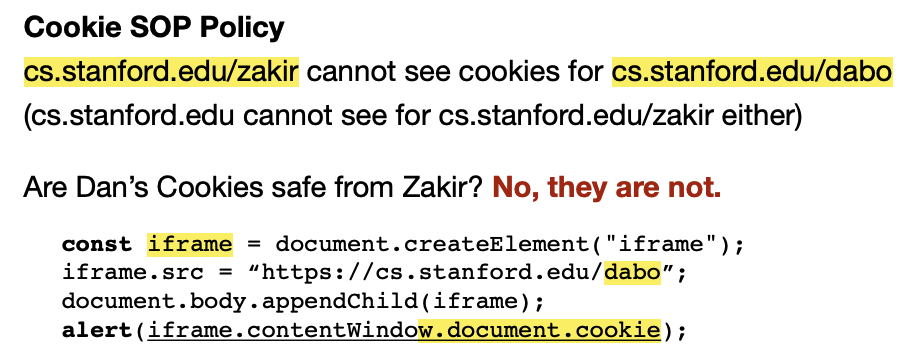 Cookie SOP Policy
cs.stanford.edu/zakir cannot see cookies for cs.stanford.edu/dabo
(cs.stanford.edu cannot see for cs.stanford.edu/zakir either)
Are Dan’s Cookies safe from Zakir? No, they are not.
const iframe = document.createElement("iframe");
iframe.src = “https://cs.stanford.edu/dabo”;
document.body.appendChild(iframe);
alert(iframe.contentWindow.document.cookie);